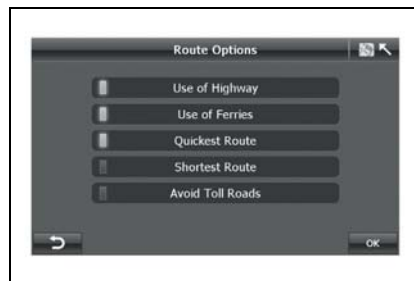 Route Options
Use of Highway
Use of Ferries
Quickest Route
Shortest Route
Avoid Toll Roads
OK